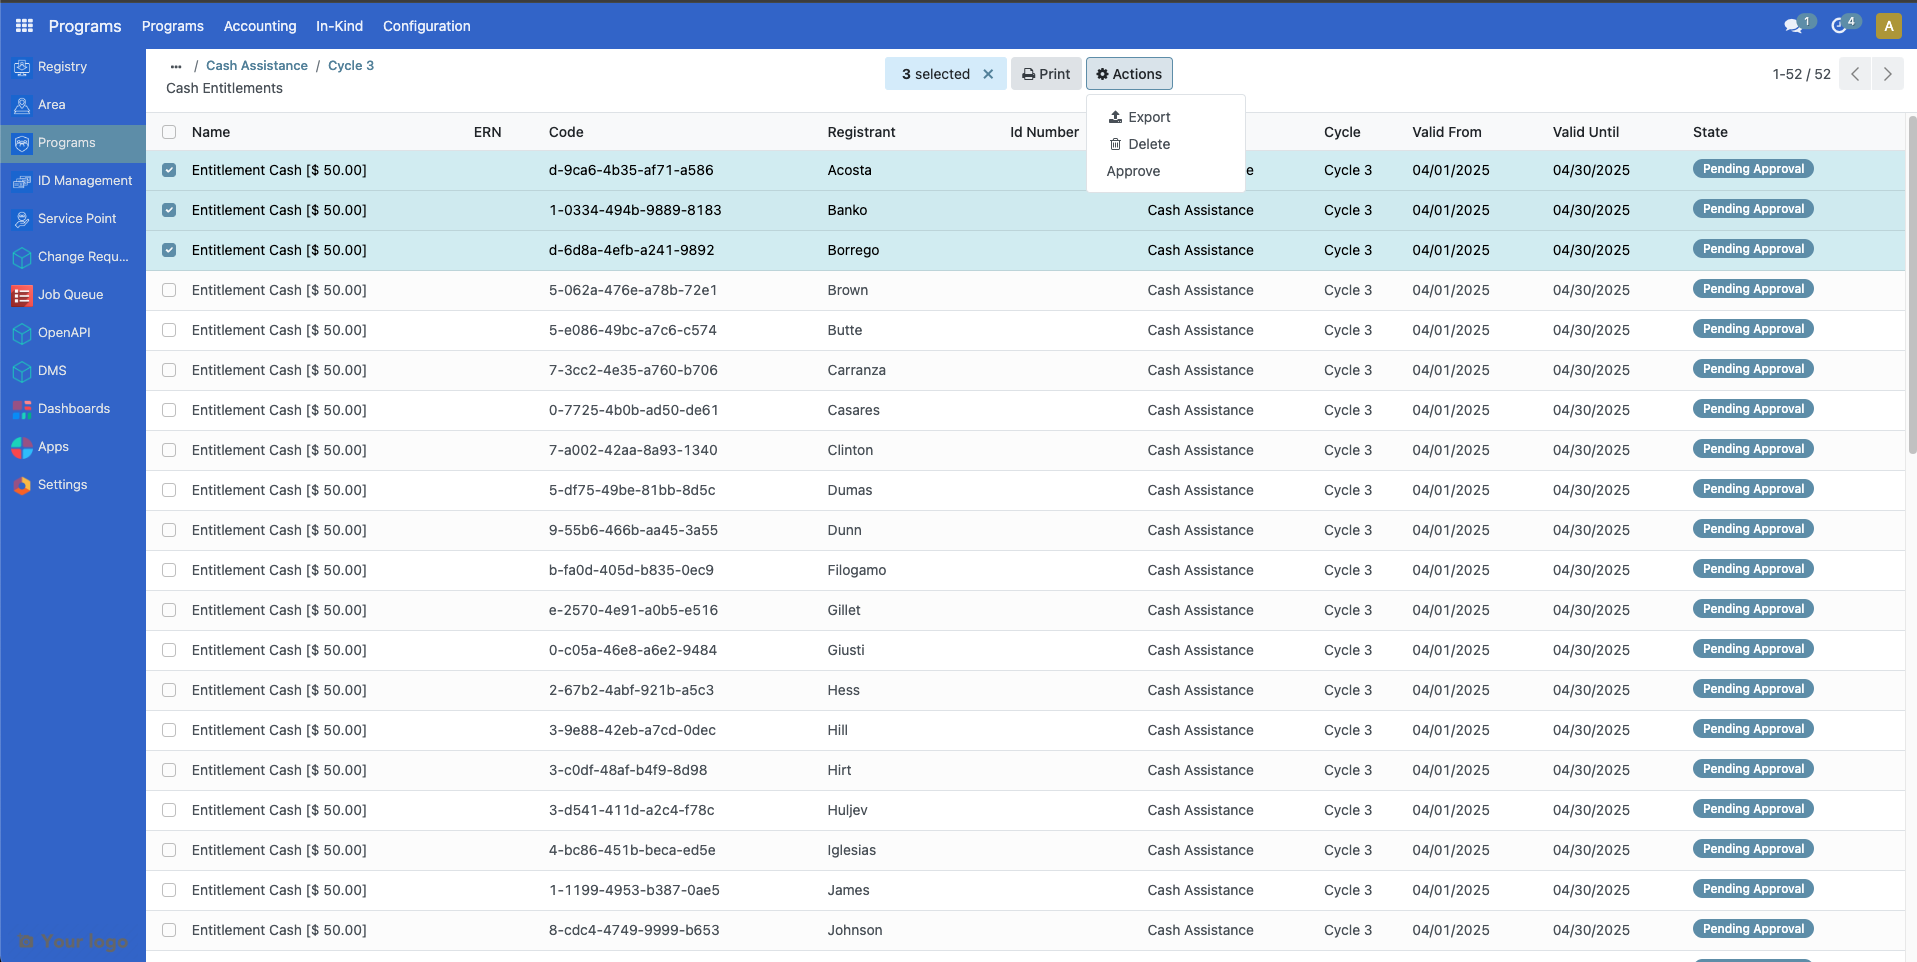 Programs Programs Accounting In-Kind Configuration 1 4 A
Registry
Area
Programs
ID Management
Service Point
Change Requ...
Job Queue
OpenAPI
DMS
Dashboards
Apps
Settings
Your logo
... / Cash Assistance / Cycle 3
Cash Entitlements
3 selected Print Actions
1-52 / 52
Export
Delete
Approve
Name ERN Code Registrant Id Number Cycle Valid From Valid Until State
Entitlement Cash [$ 50.00] d-9ca6-4b35-af71-a586 Acosta e Cycle 3 04/01/2025 04/30/2025 Pending Approval
Entitlement Cash [$ 50.00] 1-0334-494b-9889-8183 Banko Cash Assistance Cycle 3 04/01/2025 04/30/2025 Pending Approval
Entitlement Cash [$ 50.00] d-6d8a-4efb-a241-9892 Borrego Cash Assistance Cycle 3 04/01/2025 04/30/2025 Pending Approval
Entitlement Cash [$ 50.00] 5-062a-476e-a78b-72e1 Brown Cash Assistance Cycle 3 04/01/2025 04/30/2025 Pending Approval
Entitlement Cash [$ 50.00] 5-e086-49bc-a7c6-c574 Butte Cash Assistance Cycle 3 04/01/2025 04/30/2025 Pending Approval
Entitlement Cash [$ 50.00] 7-3cc2-4e35-a760-b706 Carranza Cash Assistance Cycle 3 04/01/2025 04/30/2025 Pending Approval
Entitlement Cash [$ 50.00] 0-7725-4b0b-ad50-de61 Casares Cash Assistance Cycle 3 04/01/2025 04/30/2025 Pending Approval
Entitlement Cash [$ 50.00] 7-a002-42aa-8a93-1340 Clinton Cash Assistance Cycle 3 04/01/2025 04/30/2025 Pending Approval
Entitlement Cash [$ 50.00] 5-df75-49be-81bb-8d5c Dumas Cash Assistance Cycle 3 04/01/2025 04/30/2025 Pending Approval
Entitlement Cash [$ 50.00] 9-55b6-466b-aa45-3a55 Dunn Cash Assistance Cycle 3 04/01/2025 04/30/2025 Pending Approval
Entitlement Cash [$ 50.00] b-fa0d-405d-b835-0ec9 Filogamo Cash Assistance Cycle 3 04/01/2025 04/30/2025 Pending Approval
Entitlement Cash [$ 50.00] e-2570-4e91-a0b5-e516 Gillet Cash Assistance Cycle 3 04/01/2025 04/30/2025 Pending Approval
Entitlement Cash [$ 50.00] 0-c05a-46e8-a6e2-9484 Giusti Cash Assistance Cycle 3 04/01/2025 04/30/2025 Pending Approval
Entitlement Cash [$ 50.00] 2-67b2-4abf-921b-a5c3 Hess Cash Assistance Cycle 3 04/01/2025 04/30/2025 Pending Approval
Entitlement Cash [$ 50.00] 3-9e88-42eb-a7cd-0dec Hill Cash Assistance Cycle 3 04/01/2025 04/30/2025 Pending Approval
Entitlement Cash [$ 50.00] 3-c0df-48af-b4f9-8d98 Hirt Cash Assistance Cycle 3 04/01/2025 04/30/2025 Pending Approval
Entitlement Cash [$ 50.00] 3-d541-411d-a2c4-f78c Huljev Cash Assistance Cycle 3 04/01/2025 04/30/2025 Pending Approval
Entitlement Cash [$ 50.00] 4-bc86-451b-beca-ed5e Iglesias Cash Assistance Cycle 3 04/01/2025 04/30/2025 Pending Approval
Entitlement Cash [$ 50.00] 1-1199-4953-b387-0ae5 James Cash Assistance Cycle 3 04/01/2025 04/30/2025 Pending Approval
Entitlement Cash [$ 50.00] 8-cdc4-4749-9999-b653 Johnson Cash Assistance Cycle 3 04/01/2025 04/30/2025 Pending Approval